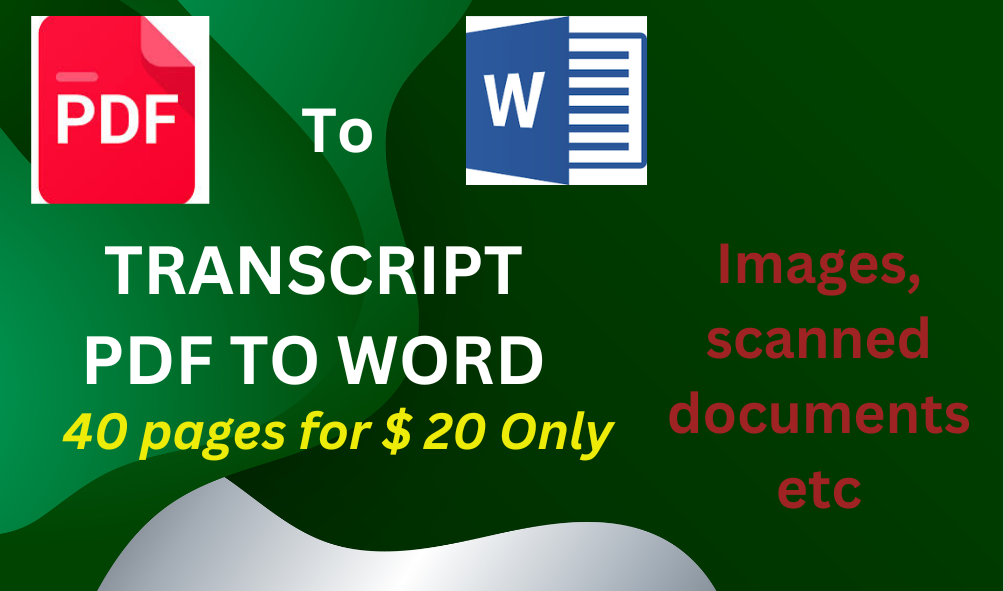 PDF
To
W
TRANSCRIPT
PDF TO WORD
40 pages for $ 20 Only
Images,
scanned
documents
etc